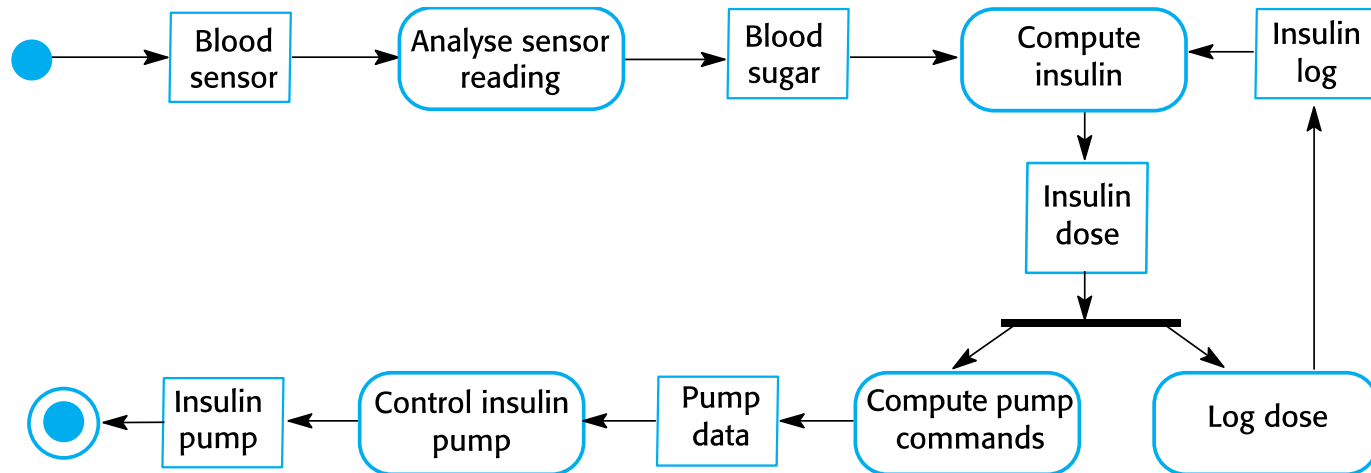 Blood
sensor
Analyse sensor
reading
Blood
sugar
Compute
insulin
Insulin
log
Insulin
dose
Insulin
pump
Control insulin
pump
Pump
data
Compute pump
commands
Log dose